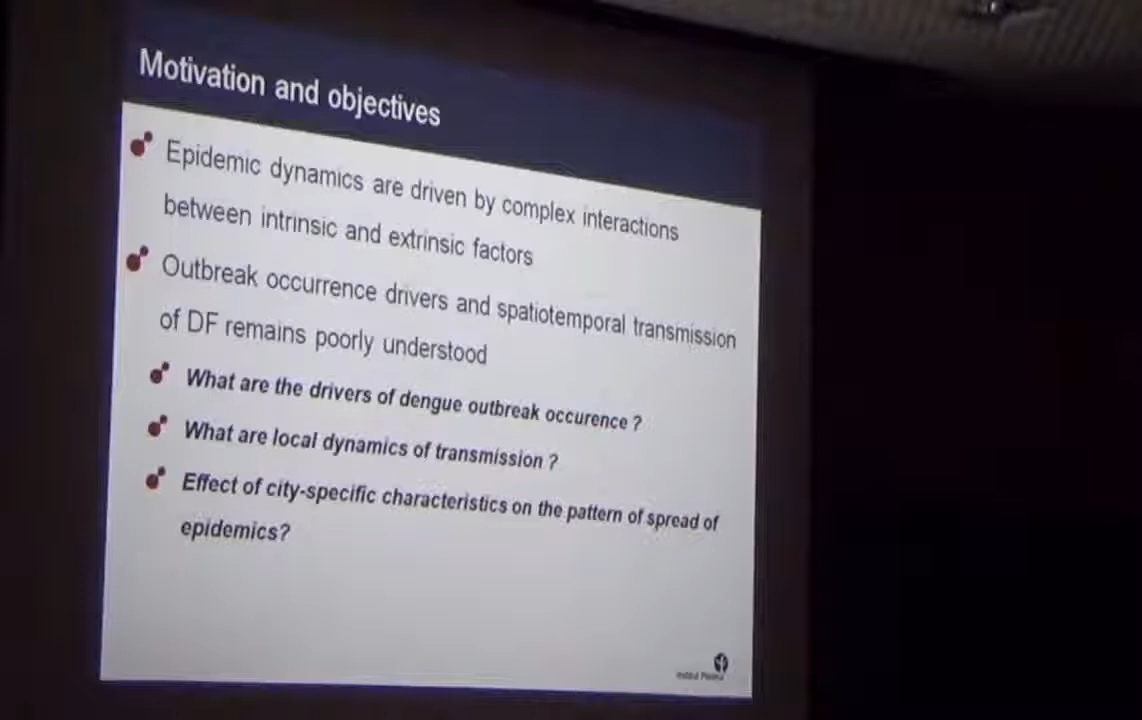 Motivation and objectives
Epidemic dynamics are driven by complex interactions
between intrinsic and extrinsic factors
Outbreak occurrence drivers and spatiotemporal transmission
of DF remains poorly understood
What are the drivers of dengue outbreak occurence ?
What are local dynamics of transmission ?
Effect of city-specific characteristics on the pattern of spread of
epidemics?